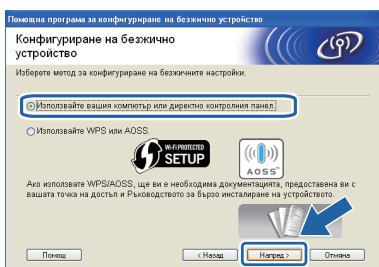 Помощна програма за конфигуриране на безжично устройство
Конфигуриране на безжично
устройство
Изберете метод за конфигуриране на безжичните настройки.
Използвайте вашия компютър или директно контролния панел.
Използвайте WPS или AOSS.
WI-FI PROTECTED
SETUP
AOSS
Ако използвате WPS/AOSS, ще ви е необходима документацията, предоставена ви с
вашата точка на достъп и Ръководството за бързо инсталиране на устройството.
Помощ
< Назад
Напред >
Отмяна